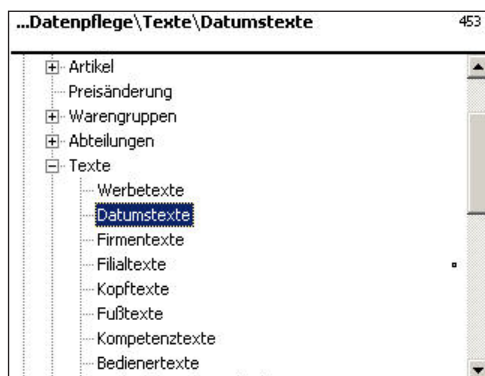 ...Datenpflege\Texte\Datumstexte 453
Artikel
Preisänderung
Warengruppen
Abteilungen
Texte
Werbetexte
Datumstexte
Firmentexte
Filialtexte
Kopftexte
Fußtexte
Kompetenztexte
Bedienertexte